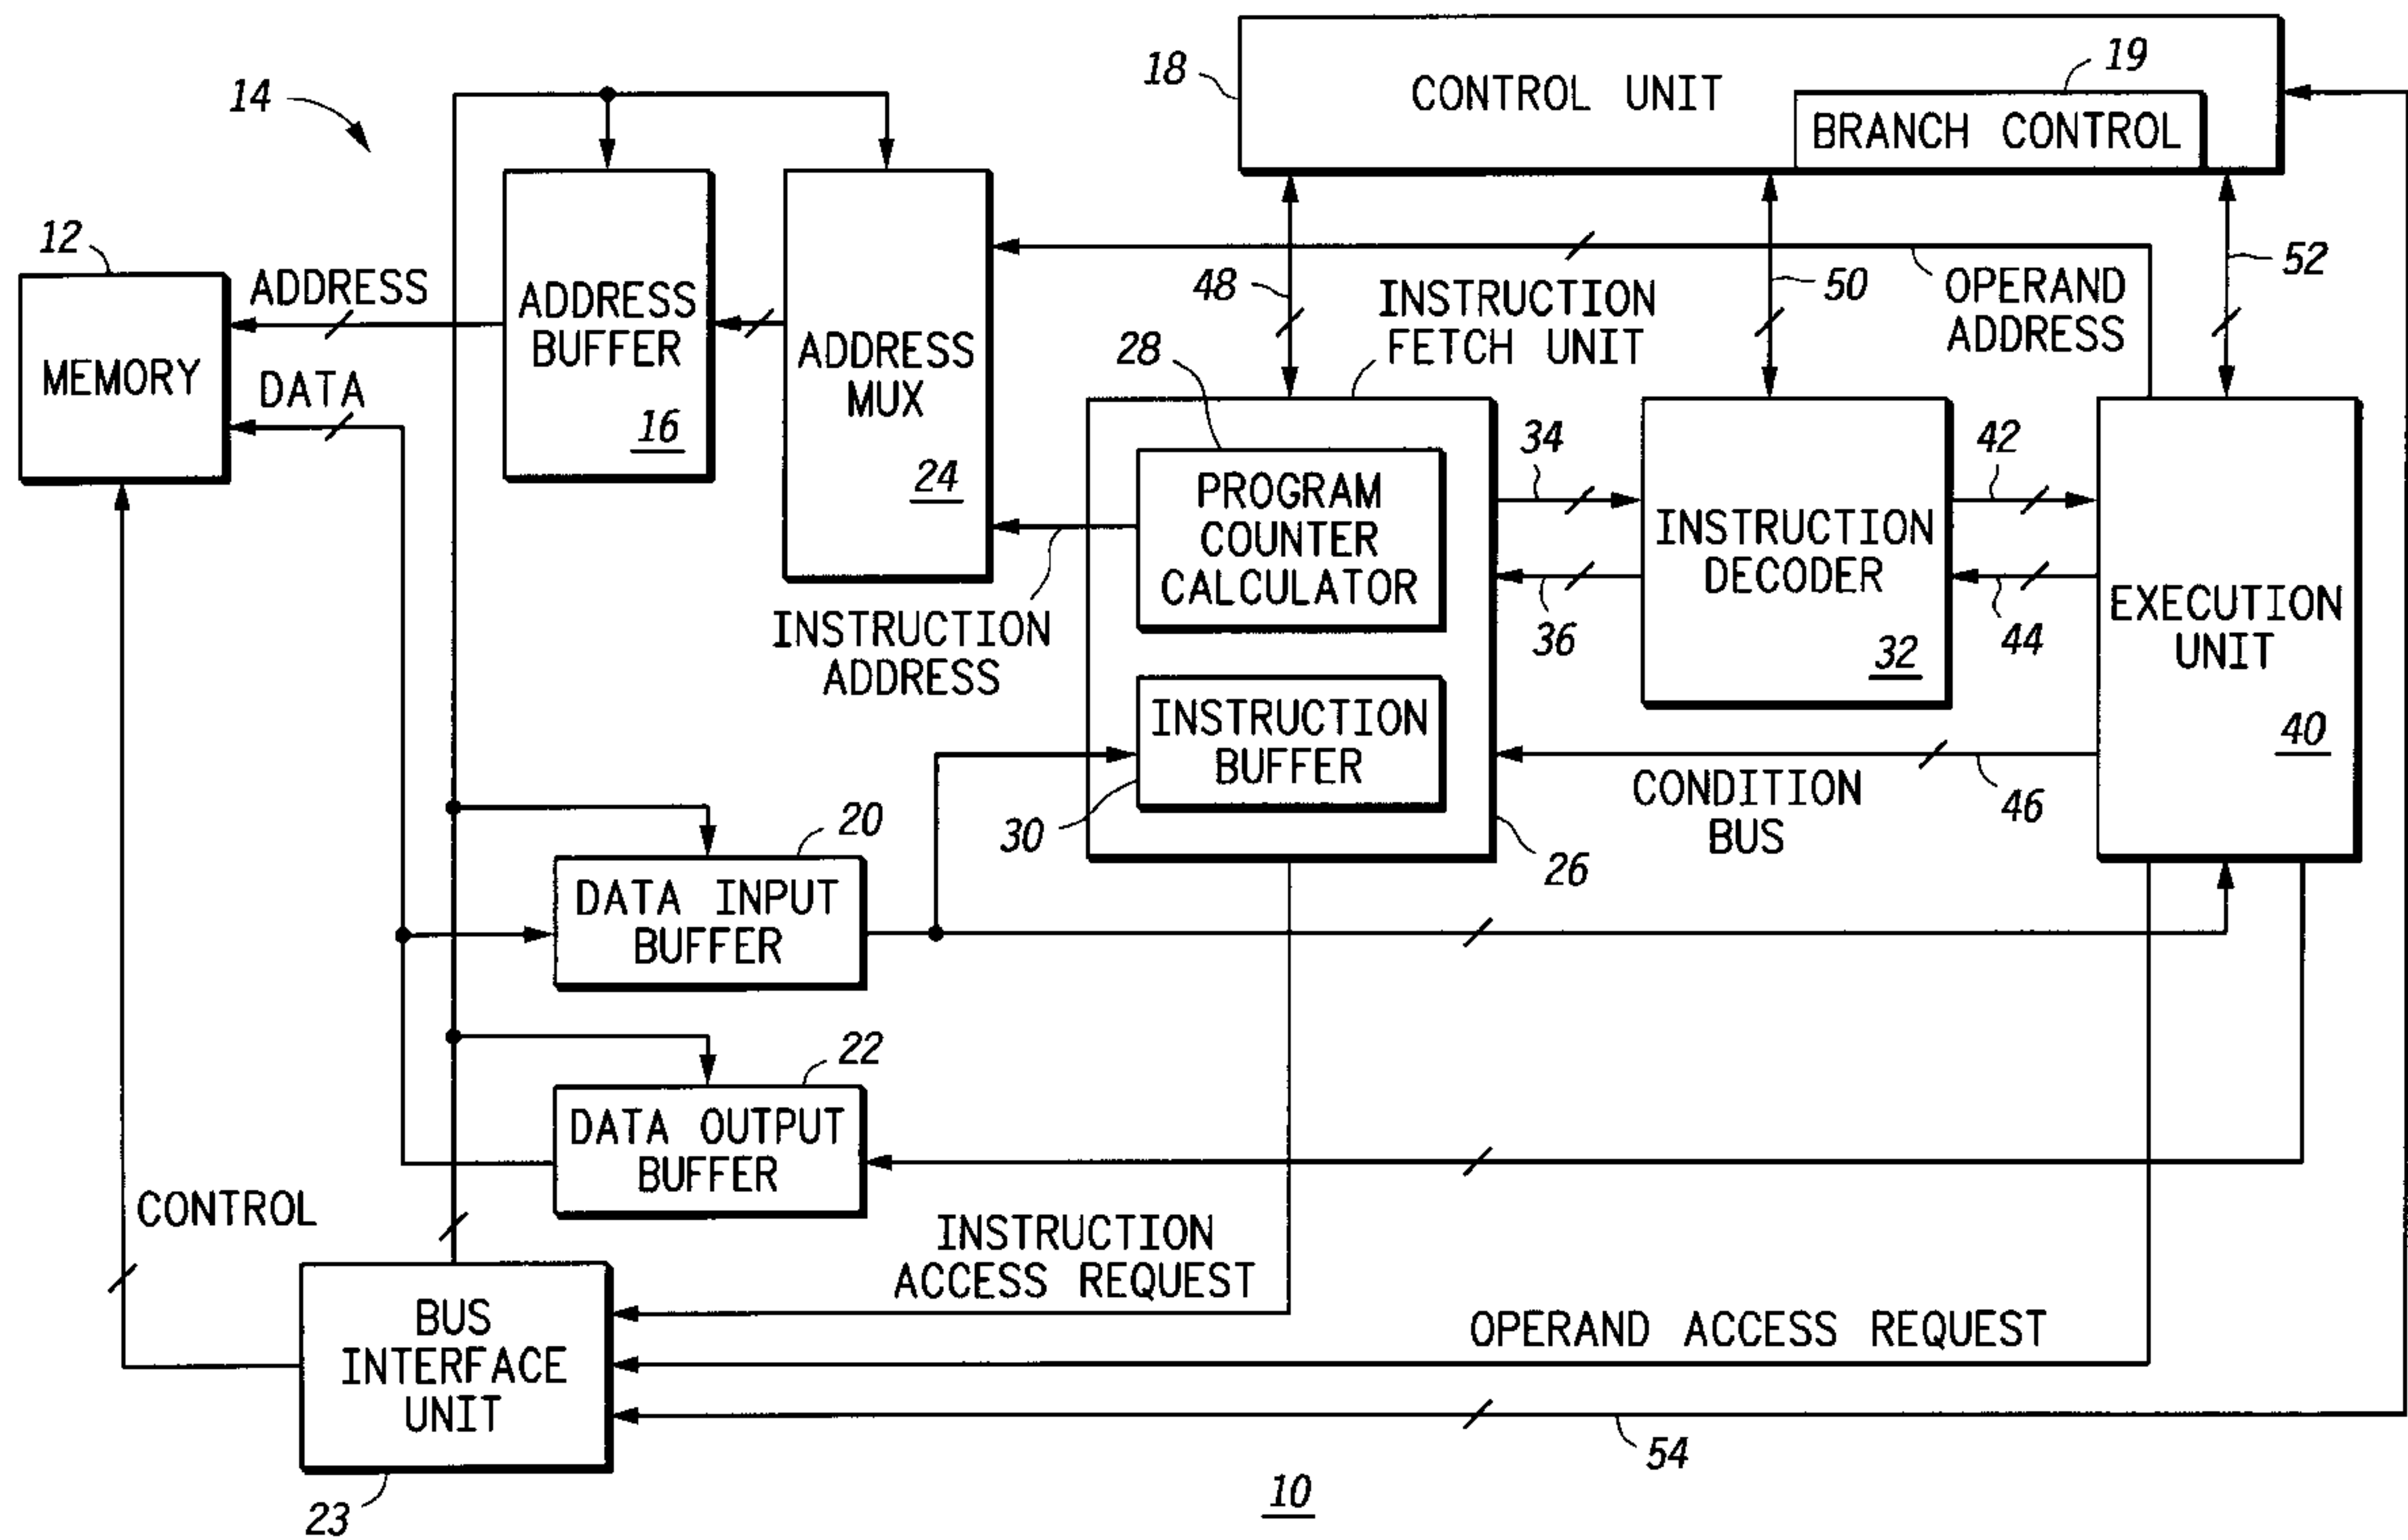 18
CONTROL UNIT
19
BRANCH CONTROL
14
12
MEMORY
ADDRESS
DATA
ADDRESS
BUFFER
16
ADDRESS
MUX
24
48
INSTRUCTION
FETCH UNIT
50
OPERAND
ADDRESS
52
28
PROGRAM
COUNTER
CALCULATOR
INSTRUCTION
ADDRESS
34
36
INSTRUCTION
DECODER
32
42
44
EXECUTION
UNIT
40
INSTRUCTION
BUFFER
30
26
CONDITION
BUS
46
20
DATA INPUT
BUFFER
22
DATA OUTPUT
BUFFER
CONTROL
INSTRUCTION
ACCESS REQUEST
OPERAND ACCESS REQUEST
BUS
INTERFACE
UNIT
23
54
10